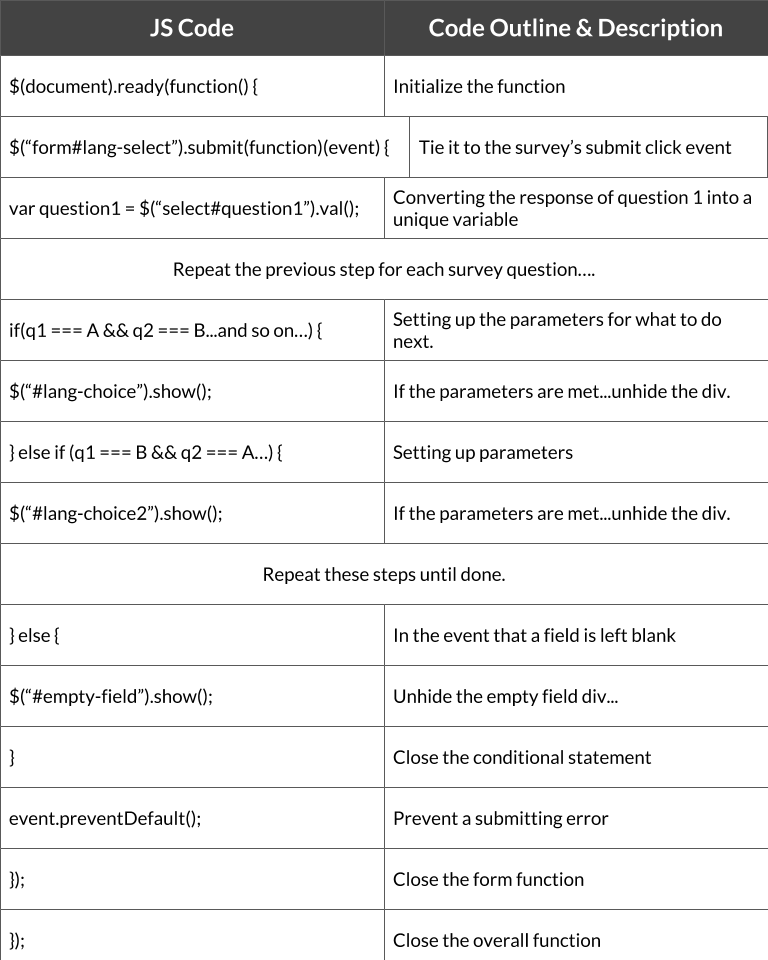 JS Code
Code Outline & Description
$(document).ready(function() {
Initialize the function
$(“form#lang-select”).submit(function)(event) {
Tie it to the survey’s submit click event
var question1 = $(“select#question1”).val();
Converting the response of question 1 into a
unique variable
Repeat the previous step for each survey question….
if(q1 === A && q2 === B...and so on…) {
Setting up the parameters for what to do
next.
$(“#lang-choice”).show();
If the parameters are met...unhide the div.
} else if (q1 === B && q2 === A…) {
Setting up parameters
$(“#lang-choice2”).show();
If the parameters are met...unhide the div.
Repeat these steps until done.
} else {
In the event that a field is left blank
$(“#empty-field”).show();
Unhide the empty field div...
}
Close the conditional statement
event.preventDefault();
Prevent a submitting error
});
Close the form function
});
Close the overall function